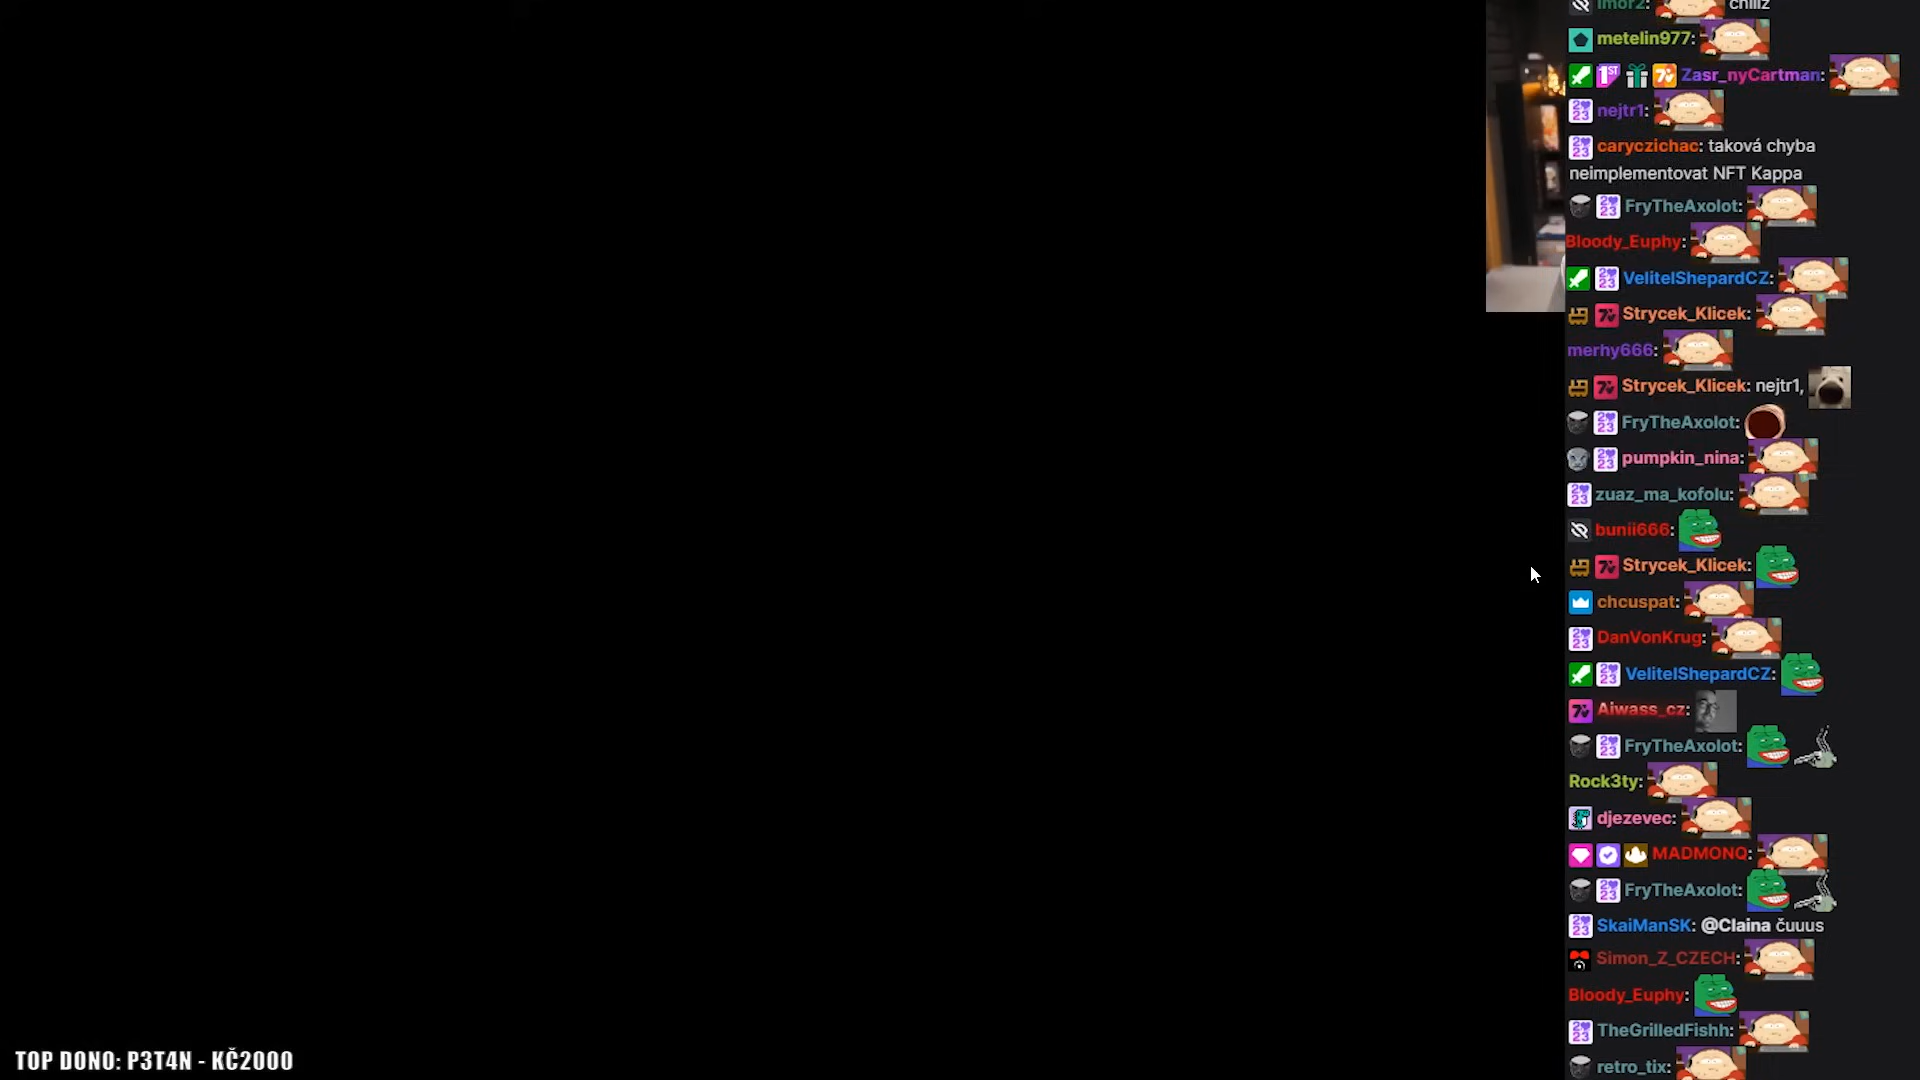 lmor2: chillz
metelin977:
Zasr_nyCartman:
nejtr1:
caryczichac: taková chyba
neimplementovat NFT Kappa
FryTheAxolot:
Bloody_Euphy:
VelitelShepardCZ:
Strycek_Klicek:
merhy666:
Strycek_Klicek: nejtr1,
FryTheAxolot:
pumpkin_nina:
zuaz_ma_kofolu:
bunii666:
Strycek_Klicek:
chcuspat:
DanVonKrug:
VelitelShepardCZ:
Aiwass_cz:
FryTheAxolot:
Rock3ty:
djezevec:
MADMONQ:
FryTheAxolot:
SkaiManSK: @Claina čuuus
Simon_Z_CZECH:
Bloody_Euphy:
TheGrilledFishh:
retro_tix:
TOP DONO: P3T4N - KČ2000